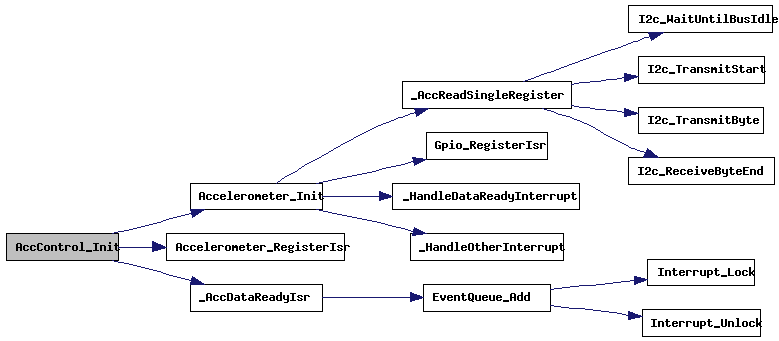 I2c_WaitUntilBusIdle
I2c_TransmitStart
_AccReadSingleRegister
I2c_TransmitByte
Gpio_RegisterIsr
I2c_ReceiveByteEnd
Accelerometer_Init
_HandleDataReadyInterrupt
AccControl_Init
Accelerometer_RegisterIsr
_HandleOtherInterrupt
Interrupt_Lock
_AccDataReadyIsr
EventQueue_Add
Interrupt_Unlock